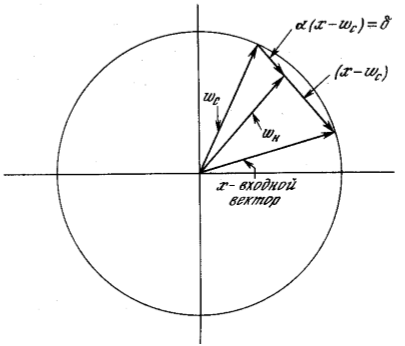 α(x−w_c)=δ
(x−w_c)
w_c
w_н
x - входной
вектор